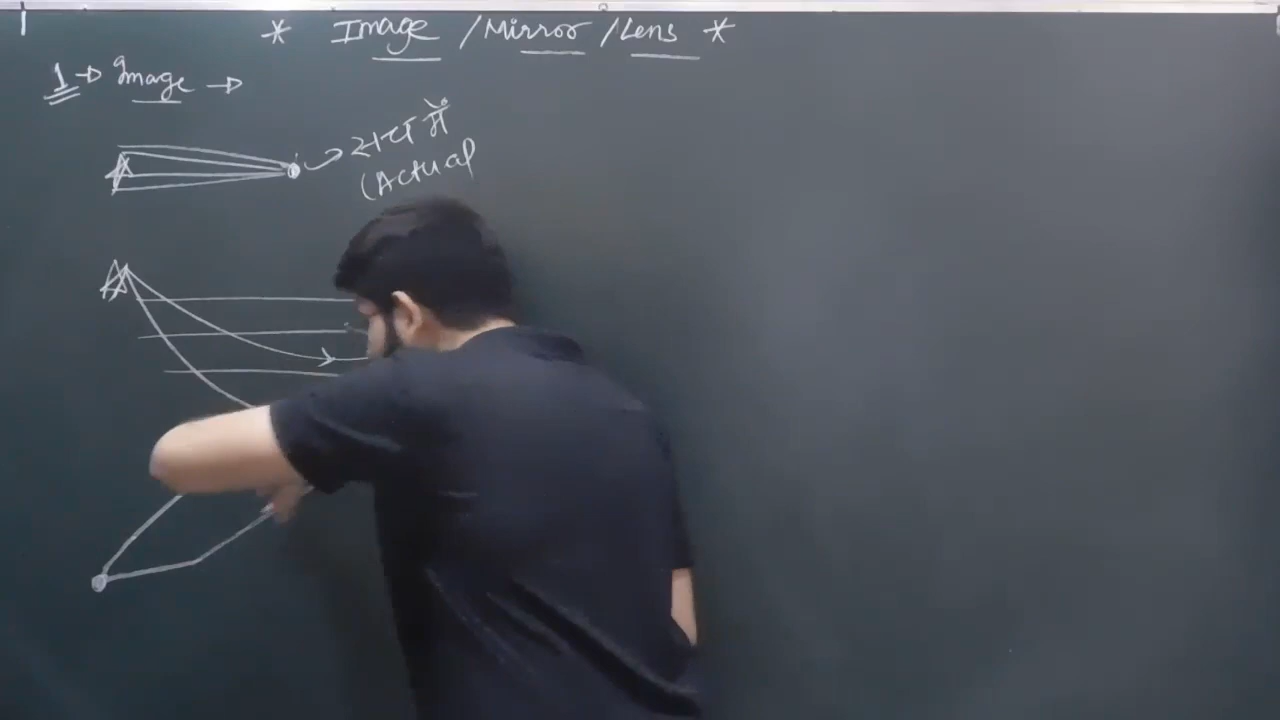 * Image / Mirror / Lens *
1 → Image →
सच में
(Actual